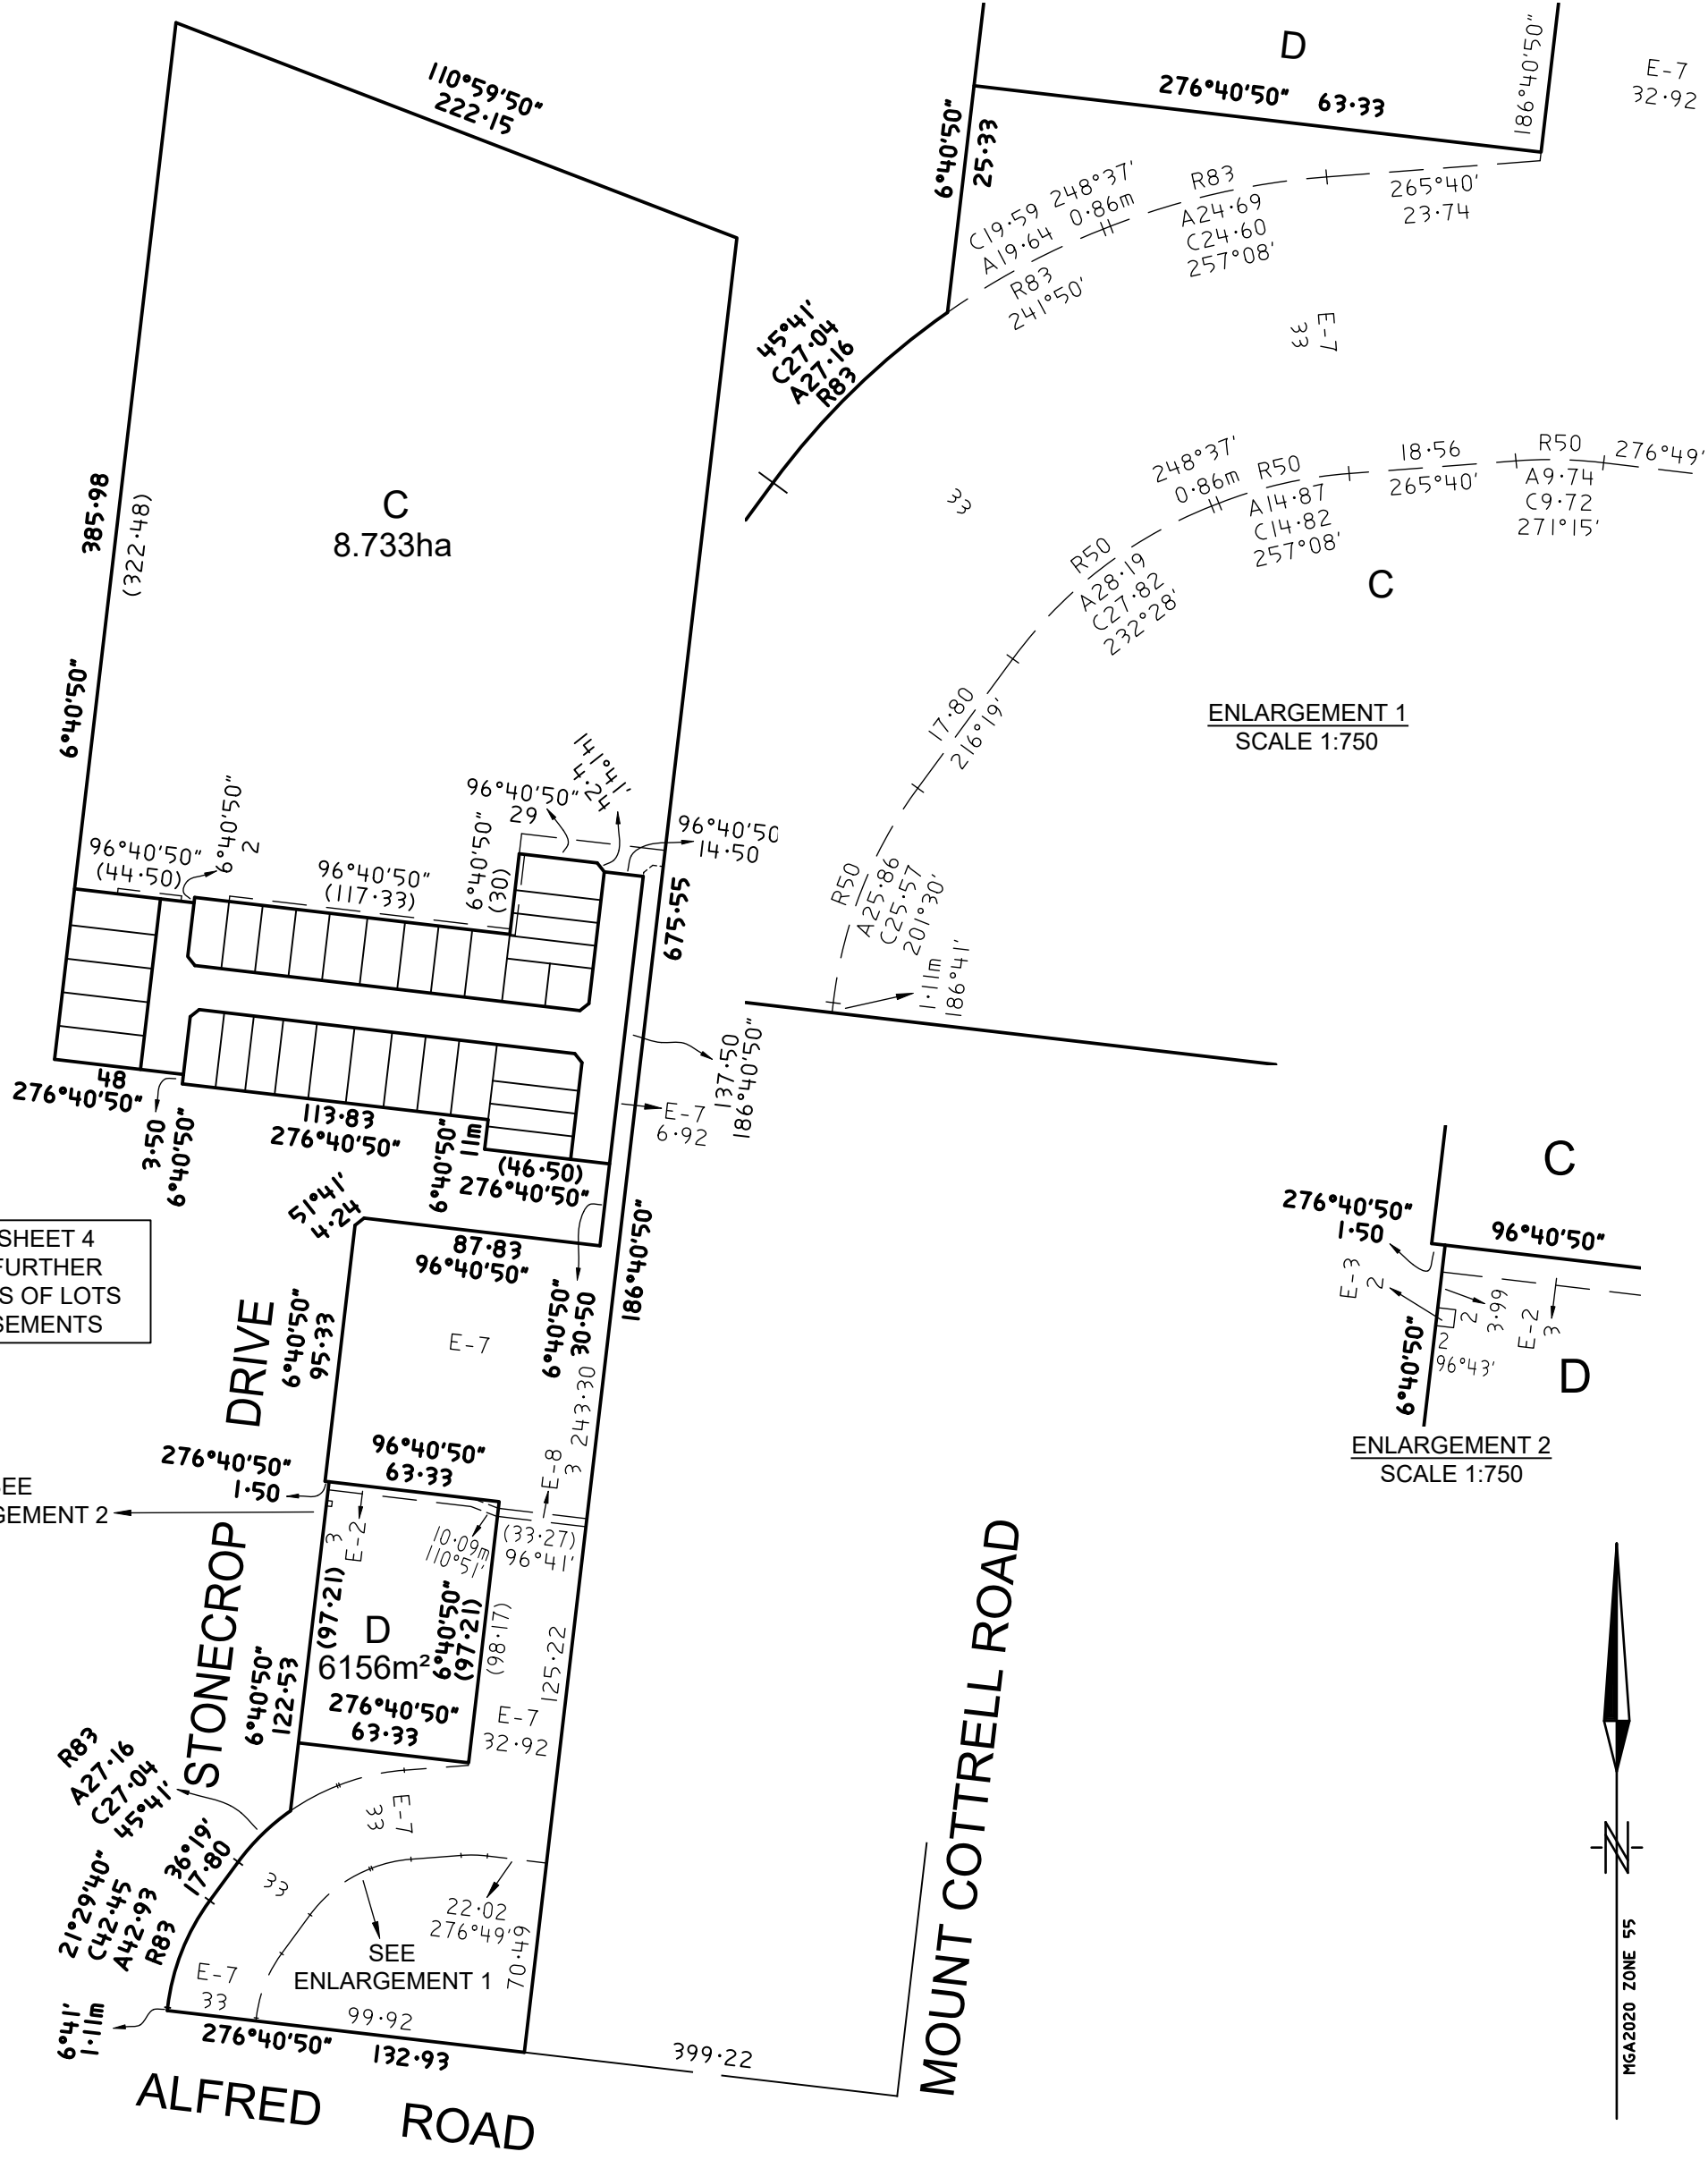 110°59'50"
222·15
385·98
6°40'50"
(322·48)
C
8.733ha
96°40'50"
(44·50)
6°40'50"
2
96°40'50"
(117·33)
6°40'50"
(30)
96°40'50"
29
141°41'
4·24
96°40'50
14·50
675·55
186°40'50"
137·50
186°40'50"
E-7
6·92
48
276°40'50"
3·50
6°40'50"
113·83
276°40'50"
6°40'50"
11m
(46·50)
276°40'50"
51°41'
4·24
87·83
96°40'50"
6°40'50"
30·50
SHEET 4
FURTHER
S OF LOTS
SEMENTS
6°40'50"
95·33
E-7
243·30
E-8
3
276°40'50"
1·50
96°40'50"
63·33
EE
GEMENT 2
3
E-2
10·09m
110°51'
(33·27)
96°41'
(97·21)
D
6156m²
6°40'50"
(97·21)
(98·17)
125·22
6°40'50"
122·53
276°40'50"
63·33
E-7
32·92
STONECROP DRIVE
R83
A27·16
C27·04
45°41'
36°19'
17·80
21°29'40"
C42·45
A42·93
R83
33
E-7
33
E-7
33
22·02
276°49'9
70·49
SEE
ENLARGEMENT 1
99·92
6°41'
1·11m
276°40'50" 132·93
399·22
ALFRED ROAD
MOUNT COTTRELL ROAD
D
276°40'50" 63·33
186°40'50"
E-7
32·92
6°40'50"
25·33
C19·59 248°37'
A19·64 0·86m
R83
241°50'
R83
A24·69
C24·60
257°08'
265°40'
23·74
45°41'
C27·04
A27·16
R83
E-7
33
33
248°37'
0·86m
R50
A14·87
C14·82
257°08'
18·56
265°40'
R50
A9·74
C9·72
271°15'
276°49'
R50
A28·19
C27·82
232°28'
C
17·80
216°19'
ENLARGEMENT 1
SCALE 1:750
R50
A25·86
C25·57
201°30'
1·11m
186°41'
C
276°40'50"
1·50
96°40'50"
E-3
2
2
3·99
E-2
3
2
96°43'
6°40'50"
D
ENLARGEMENT 2
SCALE 1:750
N
MGA2020 ZONE 55